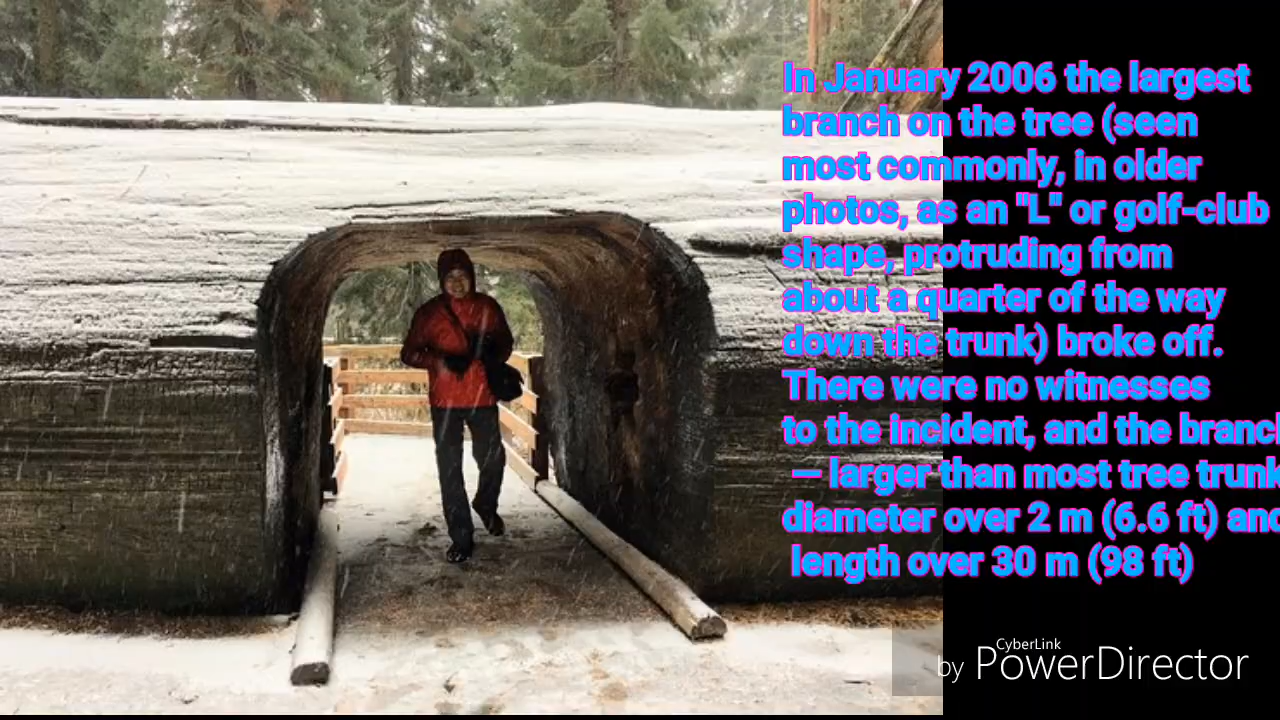 In January 2006 the largest
branch on the tree (seen
most commonly, in older
photos, as an "L" or golf-club
shape, protruding from
about a quarter of the way
down the trunk) broke off.
There were no witnesses
to the incident, and the branch
— larger than most tree trunk
diameter over 2 m (6.6 ft) and
length over 30 m (98 ft)
CyberLink
by PowerDirector